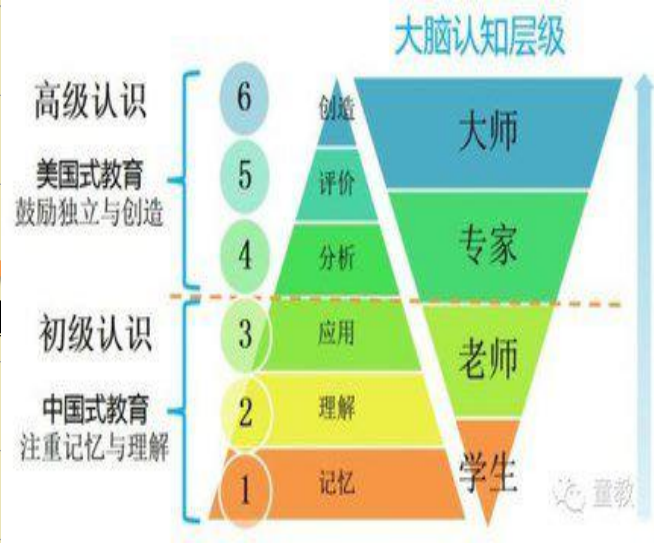 大脑认知层级
高级认识
美国式教育
鼓励独立与创造
初级认识
中国式教育
注重记忆与理解
6
5
4
3
2
1
创造
评价
分析
应用
理解
记忆
大师
专家
老师
学生
童教